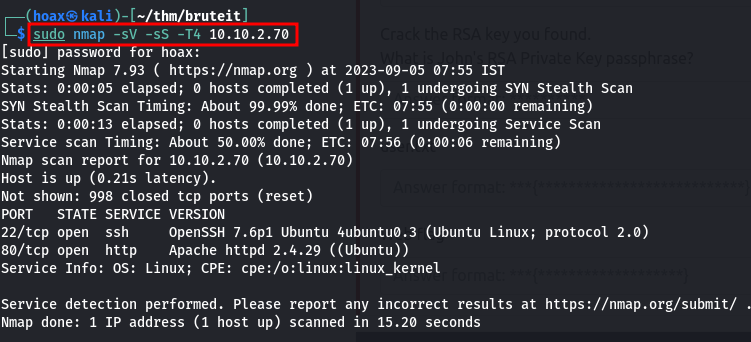 (hoax㉿kali)-[~/thm/bruteit]
$ sudo nmap -sV -sS -T4 10.10.2.70
[sudo] password for hoax:
Starting Nmap 7.93 ( https://nmap.org ) at 2023-09-05 07:55 IST
Stats: 0:00:05 elapsed; 0 hosts completed (1 up), 1 undergoing SYN Stealth Scan
SYN Stealth Scan Timing: About 99.99% done; ETC: 07:55 (0:00:00 remaining)
Stats: 0:00:13 elapsed; 0 hosts completed (1 up), 1 undergoing Service Scan
Service scan Timing: About 50.00% done; ETC: 07:56 (0:00:06 remaining)
Nmap scan report for 10.10.2.70 (10.10.2.70)
Host is up (0.21s latency).
Not shown: 998 closed tcp ports (reset)
PORT   STATE SERVICE VERSION
22/tcp open  ssh     OpenSSH 7.6p1 Ubuntu 4ubuntu0.3 (Ubuntu Linux; protocol 2.0)
80/tcp open  http    Apache httpd 2.4.29 ((Ubuntu))
Service Info: OS: Linux; CPE: cpe:/o:linux:linux_kernel
Service detection performed. Please report any incorrect results at https://nmap.org/submit/ .
Nmap done: 1 IP address (1 host up) scanned in 15.20 seconds
Crack the RSA key you found.
What is John's RSA Private Key passphrase?
Answer format: